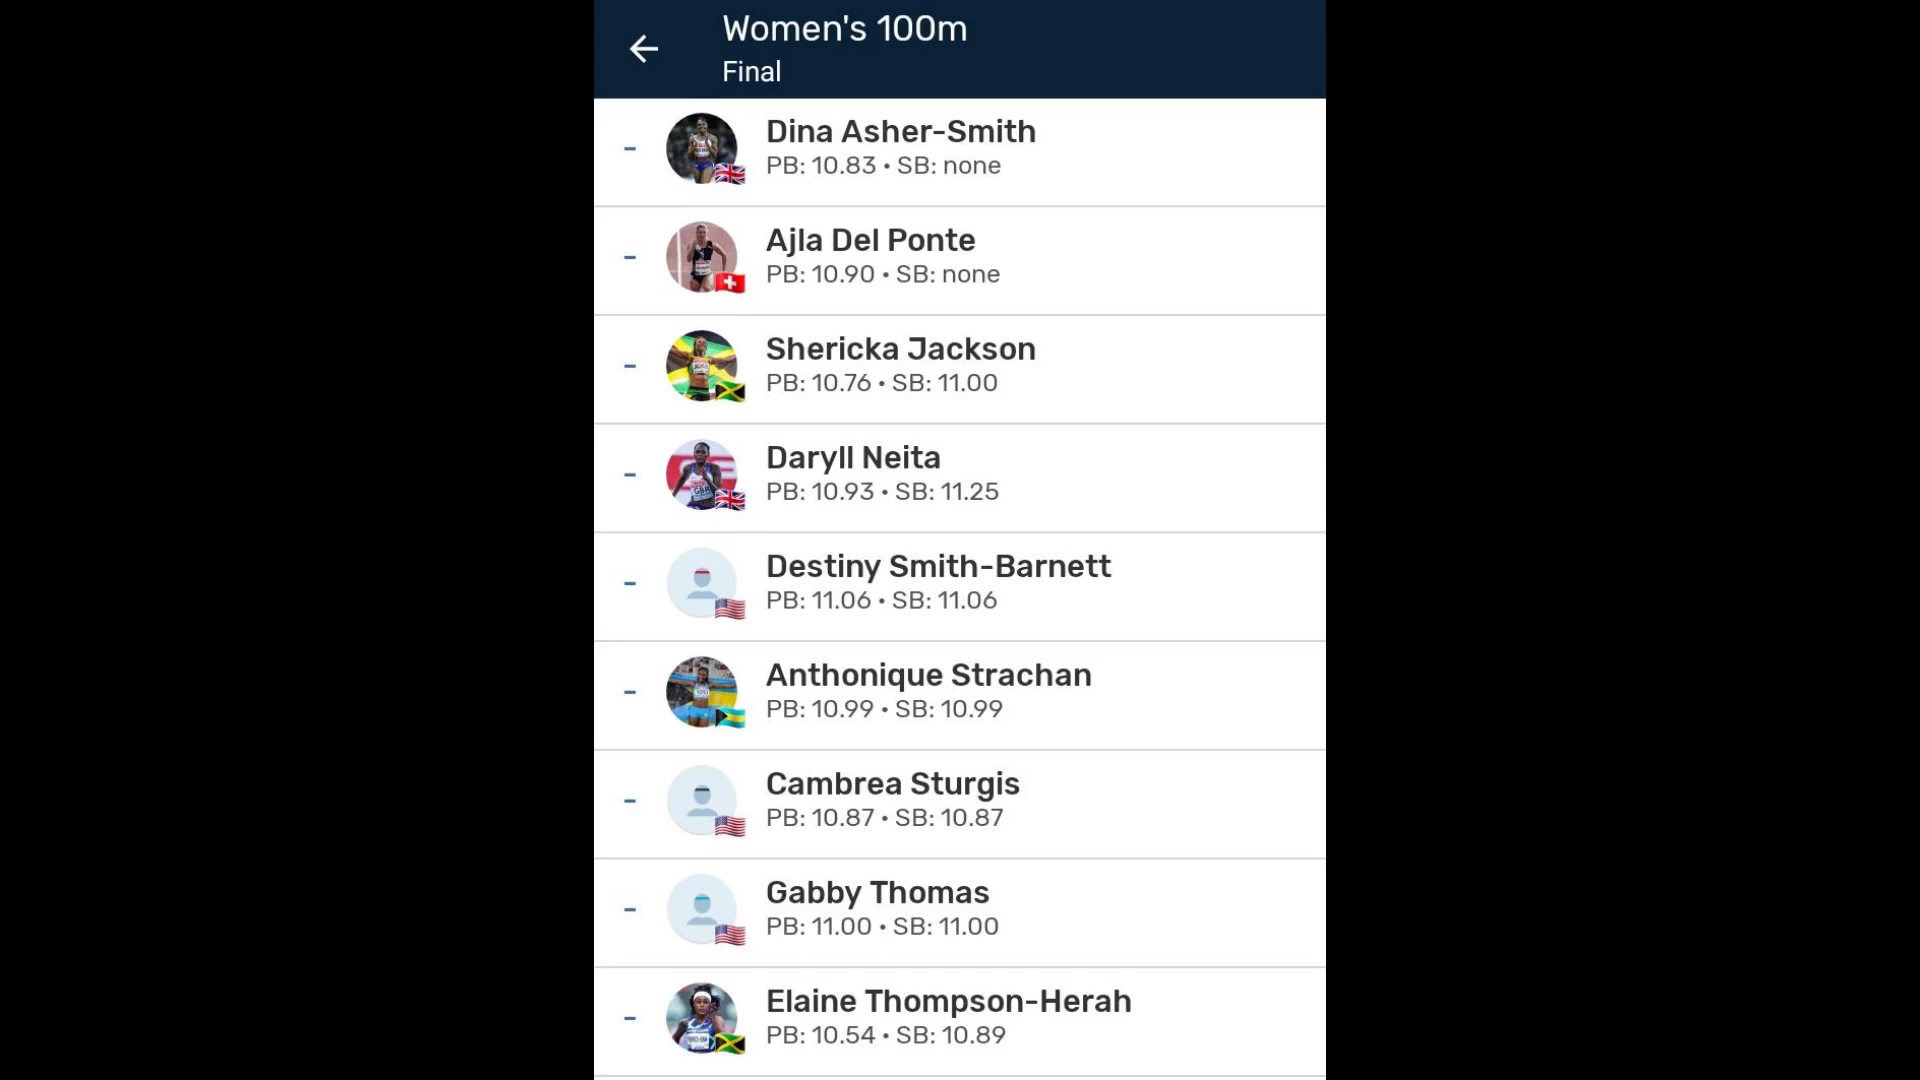 Women's 100m
Final
Dina Asher-Smith
PB: 10.83 • SB: none
Ajla Del Ponte
PB: 10.90 • SB: none
Shericka Jackson
PB: 10.76 • SB: 11.00
Daryll Neita
PB: 10.93 • SB: 11.25
Destiny Smith-Barnett
PB: 11.06 • SB: 11.06
Anthonique Strachan
PB: 10.99 • SB: 10.99
Cambrea Sturgis
PB: 10.87 • SB: 10.87
Gabby Thomas
PB: 11.00 • SB: 11.00
Elaine Thompson-Herah
PB: 10.54 • SB: 10.89